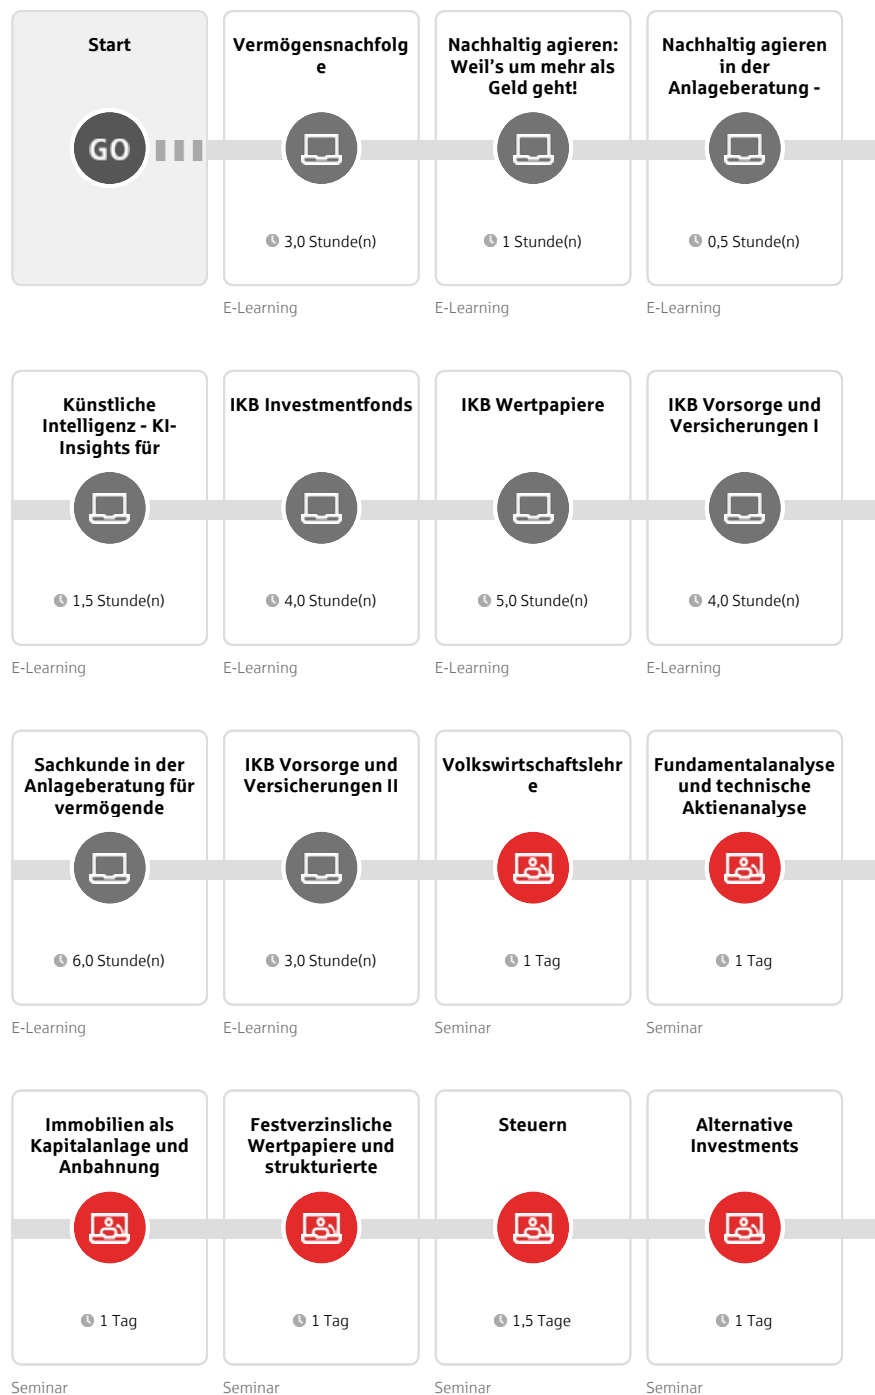 Start
GO
Vermögensnachfolg
e
3,0 Stunde(n)
E-Learning
Nachhaltig agieren:
Weil's um mehr als
Geld geht!
1 Stunde(n)
E-Learning
Nachhaltig agieren
in der
Anlageberatung -
0,5 Stunde(n)
E-Learning
Künstliche
Intelligenz - KI-
Insights für
1,5 Stunde(n)
E-Learning
IKB Investmentfonds
4,0 Stunde(n)
E-Learning
IKB Wertpapiere
5,0 Stunde(n)
E-Learning
IKB Vorsorge und
Versicherungen I
4,0 Stunde(n)
E-Learning
Sachkunde in der
Anlageberatung für
vermögende
6,0 Stunde(n)
E-Learning
IKB Vorsorge und
Versicherungen II
3,0 Stunde(n)
E-Learning
Volkswirtschaftslehr
e
1 Tag
Seminar
Fundamentalanalyse
und technische
Aktienanalyse
1 Tag
Seminar
Immobilien als
Kapitalanlage und
Anbahnung
1 Tag
Seminar
Festverzinsliche
Wertpapiere und
strukturierte
1 Tag
Seminar
Steuern
1,5 Tage
Seminar
Alternative
Investments
1 Tag
Seminar